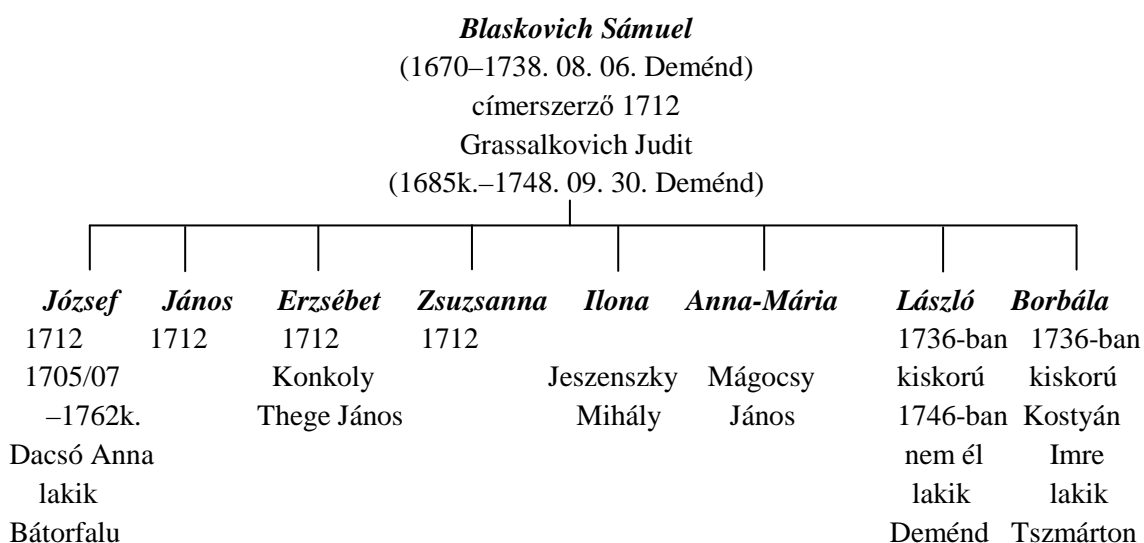 Blaskovich Sámuel
(1670–1738. 08. 06. Deménd)
címerszerző 1712
Grassalkovich Judit
(1685k.–1748. 09. 30. Deménd)
József János Erzsébet Zsuzsanna Ilona Anna-Mária László Borbála
1712 1712 1712 1712 1736-ban 1736-ban
1705/07 Konkoly Jeszenszky Mágocsy kiskorú kiskorú
–1762k. Thege János Mihály János 1746-ban Kostyán
Dacsó Anna nem él Imre
lakik lakik lakik
Bátorfalu Deménd Tszmárton